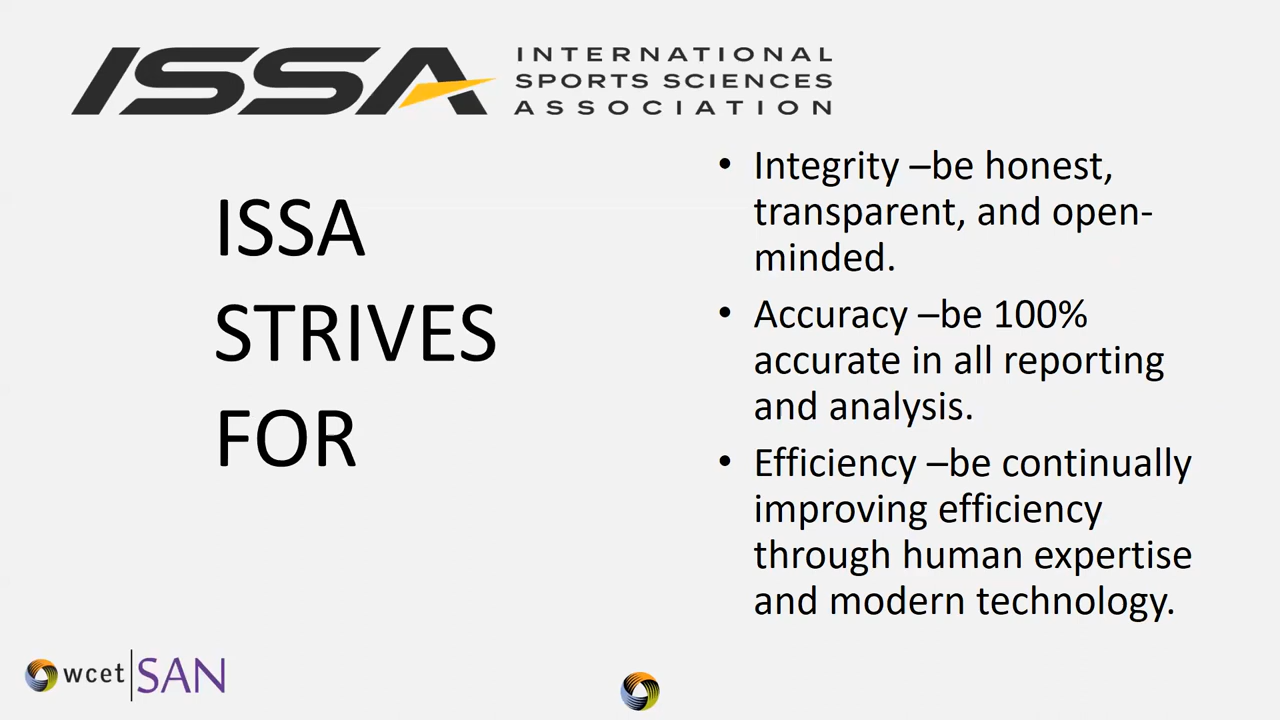 ISSA
INTERNATIONAL
SPORTS SCIENCES
ASSOCIATION
ISSA
STRIVES
FOR
• Integrity –be honest,
transparent, and open-
minded.
• Accuracy –be 100%
accurate in all reporting
and analysis.
• Efficiency –be continually
improving efficiency
through human expertise
and modern technology.
wcet|SAN